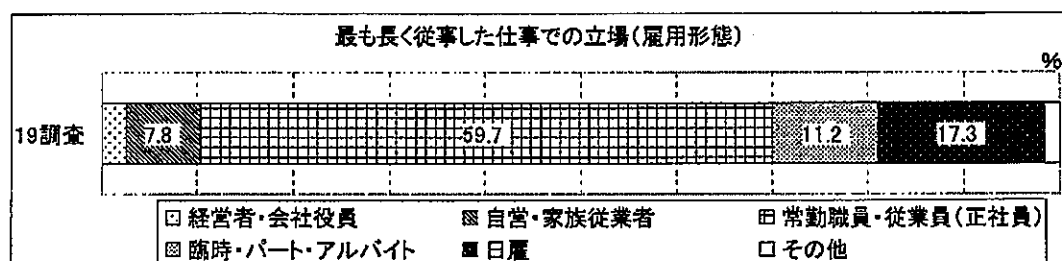 最も長く従事した仕事での立場(雇用形態)
%
19調査 7.8 59.7 11.2 17.3
経営者・会社役員 自営・家族従業者 常勤職員・従業員(正社員)
臨時・パート・アルバイト 日雇 その他